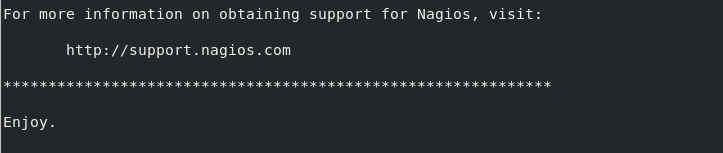 For more information on obtaining support for Nagios, visit:
http://support.nagios.com
*************************************************************
Enjoy.